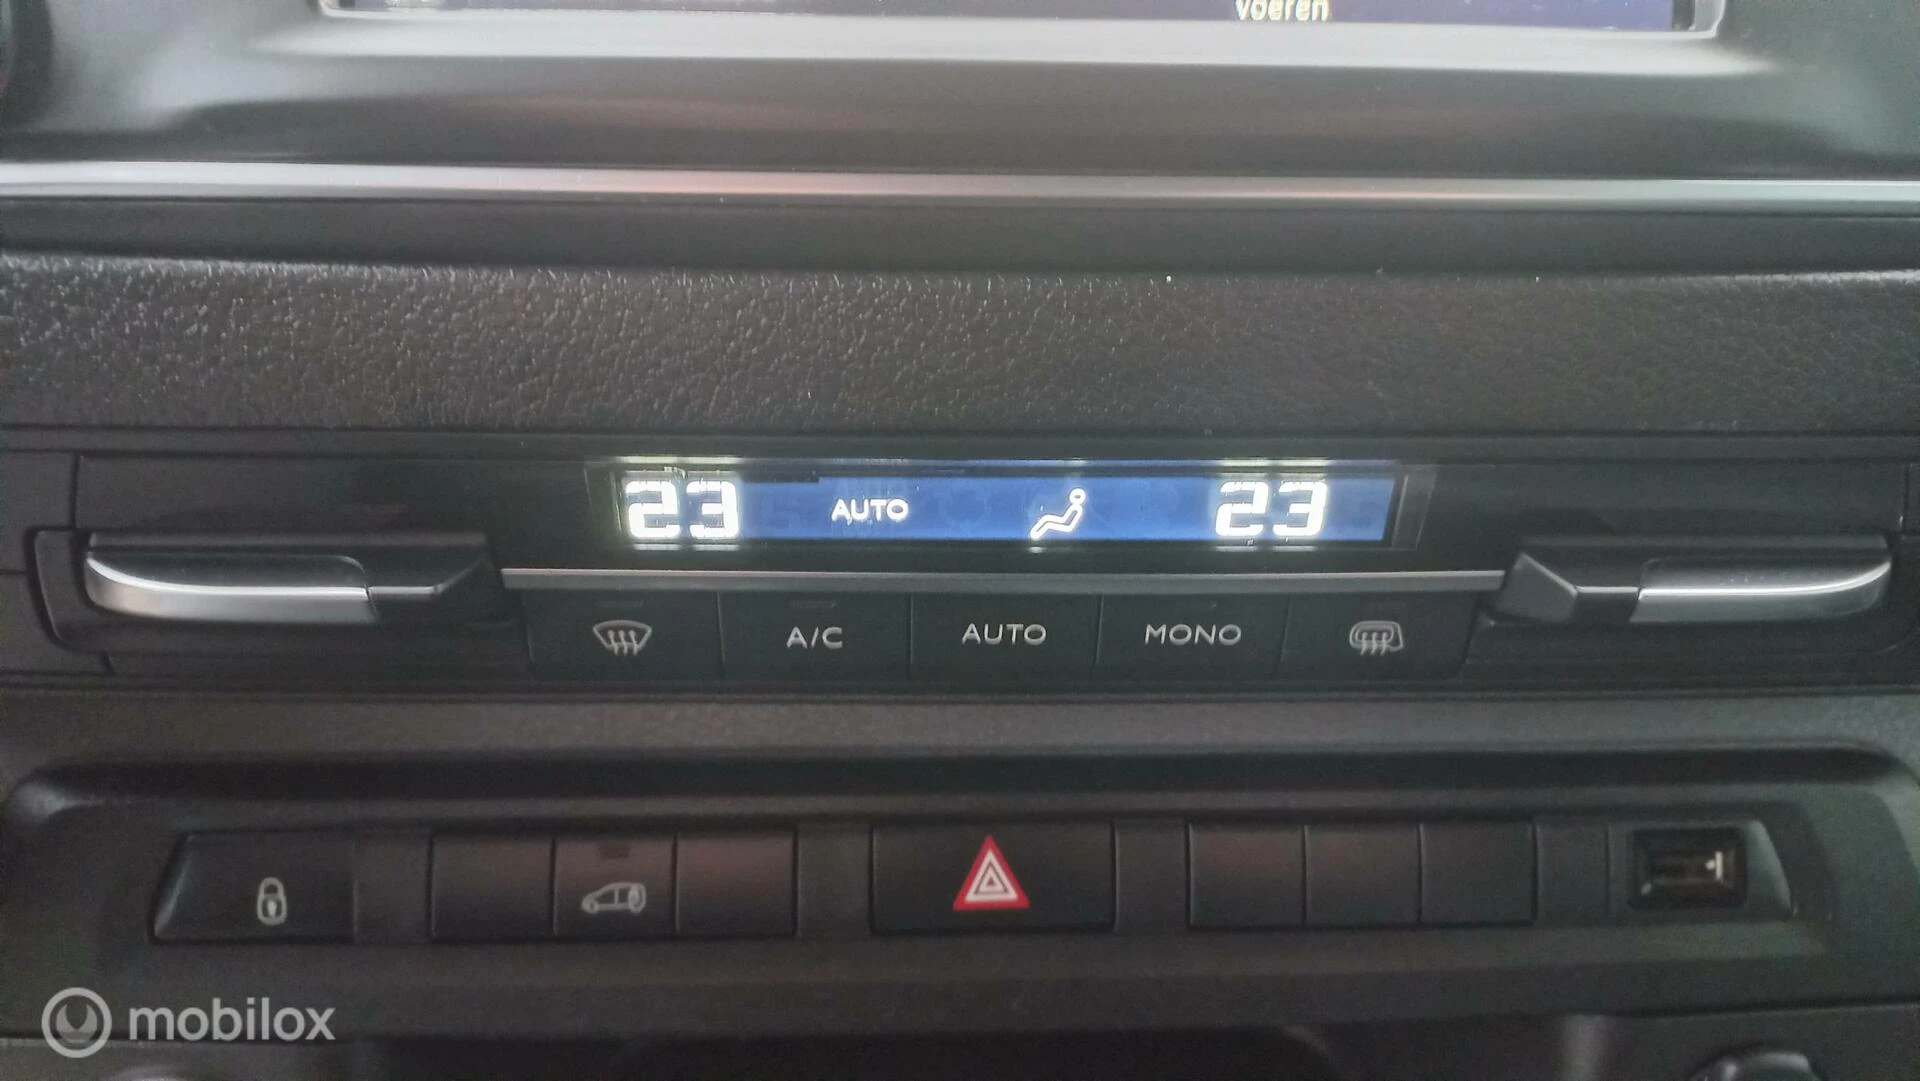 voeren
23 AUTO 23
A/C AUTO MONO
mobilox